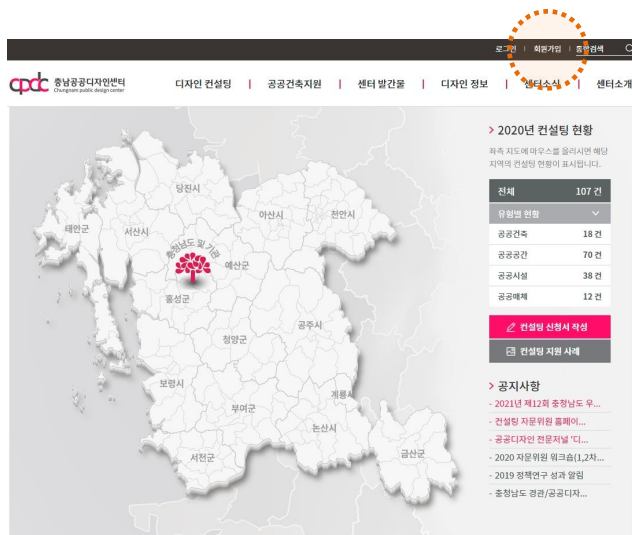 로그인 | 회원가입 | 통합검색
cpdc 충남공공디자인센터
Chungnam public design center
디자인 컨설팅 | 공공건축지원 | 센터 발간물 | 디자인 정보 | 센터소식 | 센터소개
당진시
아산시
천안시
태안군
서산시
충청남도 및 기관
예산군
홍성군
공주시
청양군
보령시
계룡시
부여군
논산시
서천군
금산군
> 2020년 컨설팅 현황
좌측 지도에 마우스를 올리시면 해당
지역의 컨설팅 현황이 표시됩니다.
전체 107 건
유형별 현황
공공건축 18 건
공공공간 70 건
공공시설 38 건
공공매체 12 건
컨설팅 신청서 작성
컨설팅 지원 사례
> 공지사항
- 2021년 제12회 충청남도 우...
- 컨설팅 자문위원 홈페이...
- 공공디자인 전문저널 '디...
- 2020 자문위원 워크숍(1,2차...
- 2019 정책연구 성과 알림
- 충청남도 경관/공공디자...